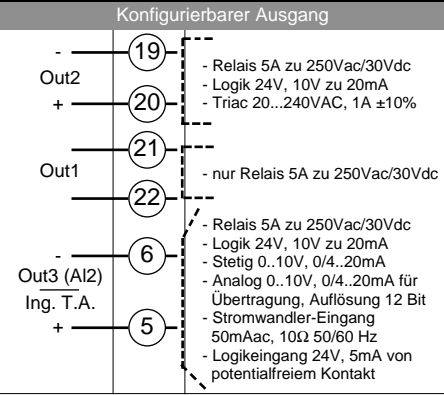 Konfigurierbarer Ausgang
- 19
Out2
+ 20
- Relais 5A zu 250Vac/30Vdc
- Logik 24V, 10V zu 20mA
- Triac 20...240VAC, 1A ±10%
21
Out1
22
- nur Relais 5A zu 250Vac/30Vdc
- 6
Out3 (AI2)
Ing. T.A.
+ 5
- Relais 5A zu 250Vac/30Vdc
- Logik 24V, 10V zu 20mA
- Stetig 0..10V, 0/4..20mA
- Analog 0..10V, 0/4..20mA für
Übertragung, Auflösung 12 Bit
- Stromwandler-Eingang
50mAac, 10Ω 50/60 Hz
- Logikeingang 24V, 5mA von
potentialfreiem Kontakt